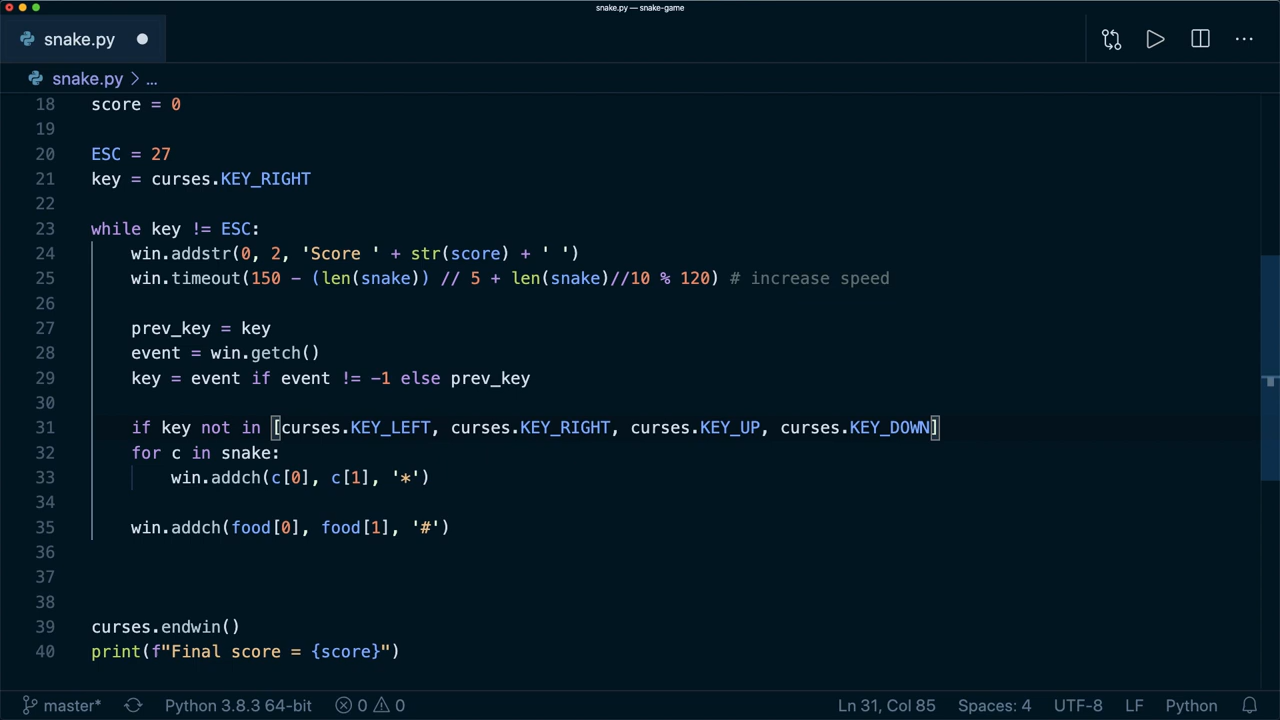 snake.py — snake-game
snake.py
snake.py > ...
18 score = 0
19
20 ESC = 27
21 key = curses.KEY_RIGHT
22
23 while key != ESC:
24     win.addstr(0, 2, 'Score ' + str(score) + ' ')
25     win.timeout(150 - (len(snake)) // 5 + len(snake)//10 % 120) # increase speed
26
27     prev_key = key
28     event = win.getch()
29     key = event if event != -1 else prev_key
30
31     if key not in [curses.KEY_LEFT, curses.KEY_RIGHT, curses.KEY_UP, curses.KEY_DOWN]
32     for c in snake:
33         win.addch(c[0], c[1], '*')
34
35     win.addch(food[0], food[1], '#')
36
37
38
39 curses.endwin()
40 print(f"Final score = {score}")
master* Python 3.8.3 64-bit 0 0 Ln 31, Col 85 Spaces: 4 UTF-8 LF Python